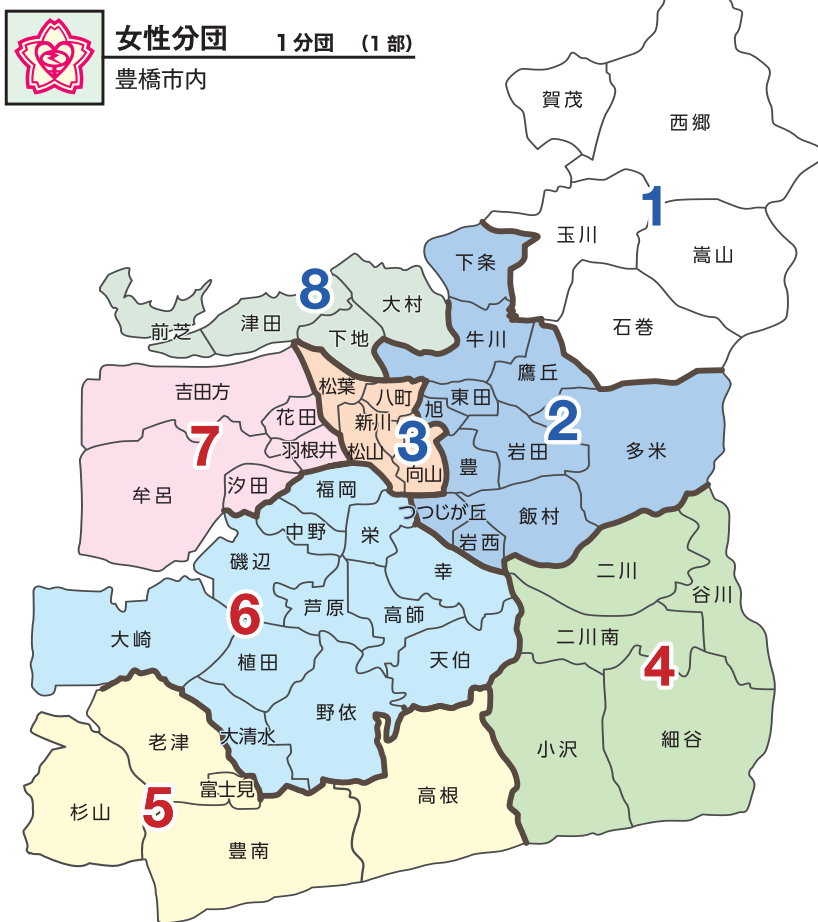 女性分団 1分団 （1部）
豊橋市内
賀茂
西郷
1
玉川
嵩山
石巻
下条
8
大村
前芝
津田
下地
牛川
鷹丘
吉田方
松葉
八町
東田
旭
2
花田
新川
3
7
羽根井
松山
岩田
多米
向山
豊
牟呂
汐田
福岡
つつじが丘
飯村
中野
栄
岩西
磯辺
幸
二川
谷川
6
芦原
高師
大崎
二川南
植田
天伯
4
野依
老津
大清水
小沢
細谷
富士見
高根
杉山
5
豊南